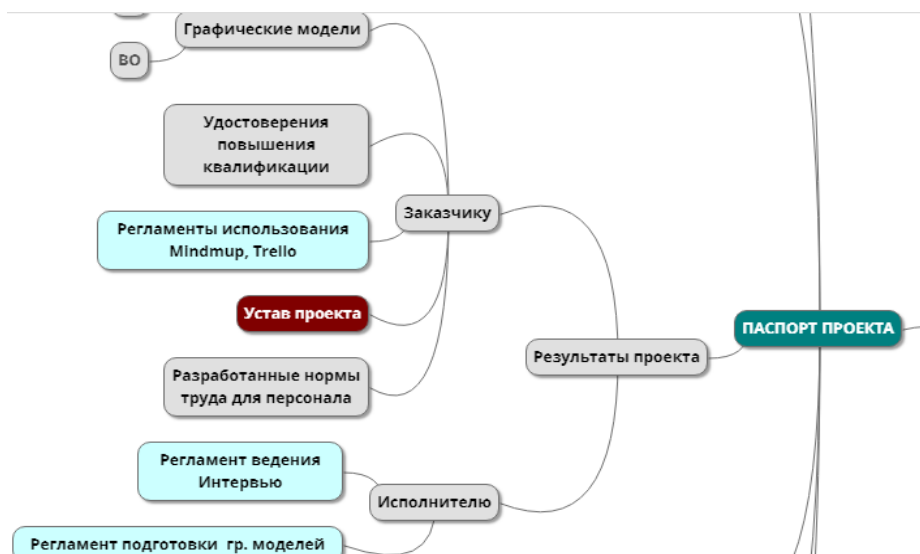 Графические модели
ВО
Удостоверения
повышения
квалификации
Заказчику
Регламенты использования
Mindmup, Trello
Устав проекта
ПАСПОРТ ПРОЕКТА
Результаты проекта
Разработанные нормы
труда для персонала
Регламент ведения
Интервью
Исполнителю
Регламент подготовки гр. моделей